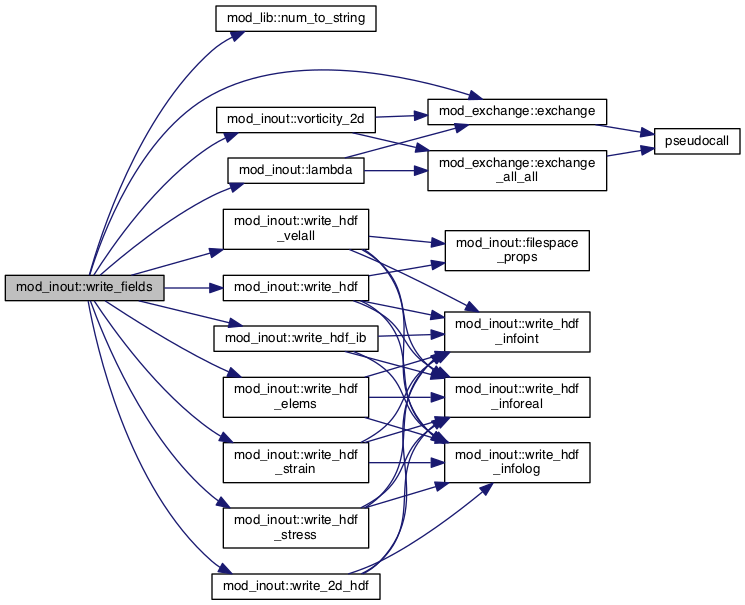 mod_lib::num_to_string
mod_exchange::exchange
mod_inout::vorticity_2d
pseudocall
mod_exchange::exchange
_all_all
mod_inout::lambda
mod_inout::write_hdf
_velall
mod_inout::filespace
_props
mod_inout::write_fields
mod_inout::write_hdf
mod_inout::write_hdf
_infoint
mod_inout::write_hdf_ib
mod_inout::write_hdf
_elems
mod_inout::write_hdf
_inforeal
mod_inout::write_hdf
_strain
mod_inout::write_hdf
_infolog
mod_inout::write_hdf
_stress
mod_inout::write_2d_hdf